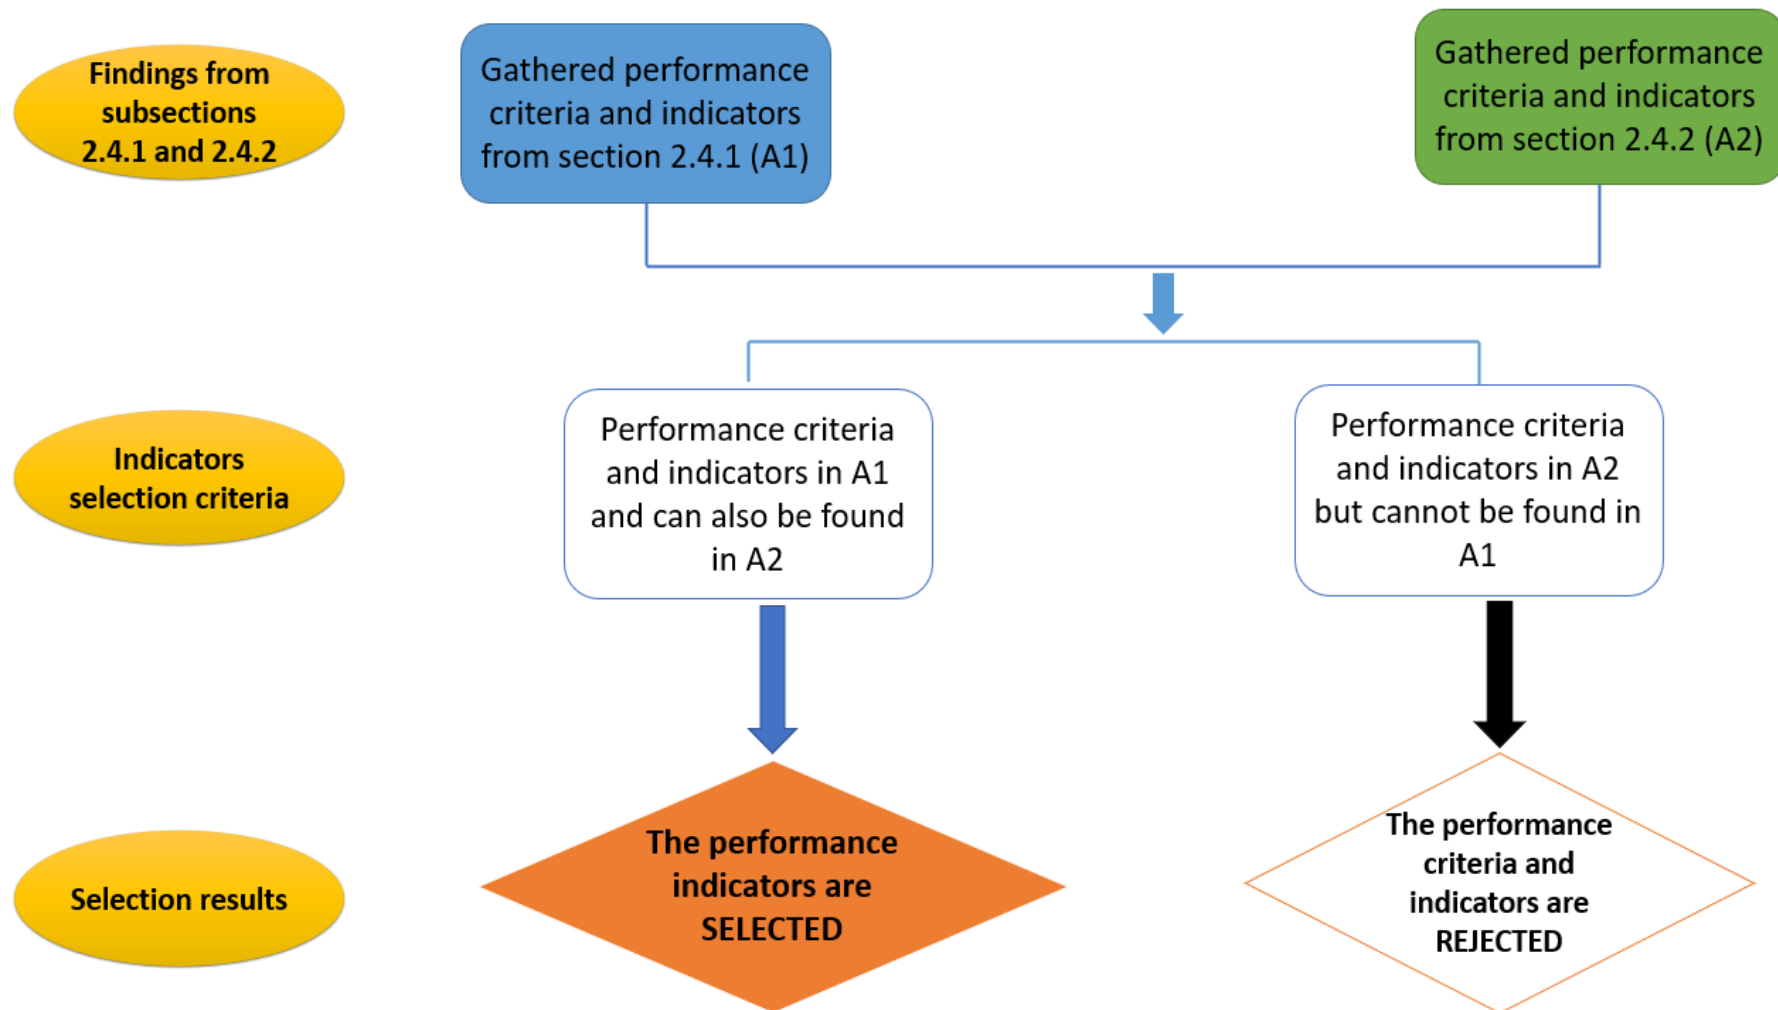 Findings from
subsections
2.4.1 and 2.4.2
Gathered performance
criteria and indicators
from section 2.4.1 (A1)
Gathered performance
criteria and indicators
from section 2.4.2 (A2)
Indicators
selection criteria
Performance criteria
and indicators in A1
and can also be found
in A2
Performance criteria
and indicators in A2
but cannot be found in
A1
Selection results
The performance
indicators are
SELECTED
The performance
criteria and
indicators are
REJECTED